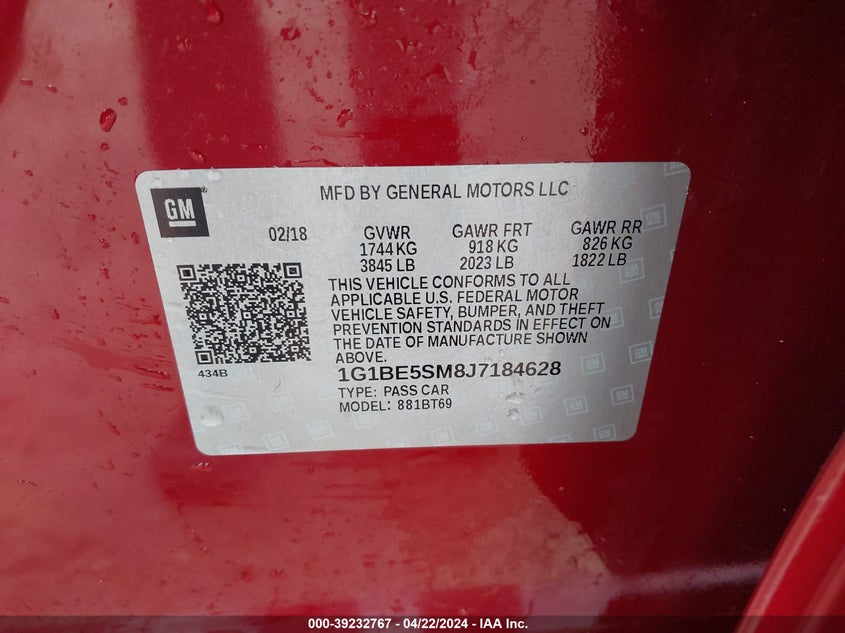 GM
MFD BY GENERAL MOTORS LLC
02/18
GVWR GAWR FRT GAWR RR
1744 KG 918 KG 826 KG
3845 LB 2023 LB 1822 LB
THIS VEHICLE CONFORMS TO ALL
APPLICABLE U.S. FEDERAL MOTOR
VEHICLE SAFETY, BUMPER, AND THEFT
PREVENTION STANDARDS IN EFFECT ON
THE DATE OF MANUFACTURE SHOWN
ABOVE.
434B
1G1BE5SM8J7184628
TYPE: PASS CAR
MODEL: 881BT69
000-39232767 - 04/22/2024 - IAA Inc.